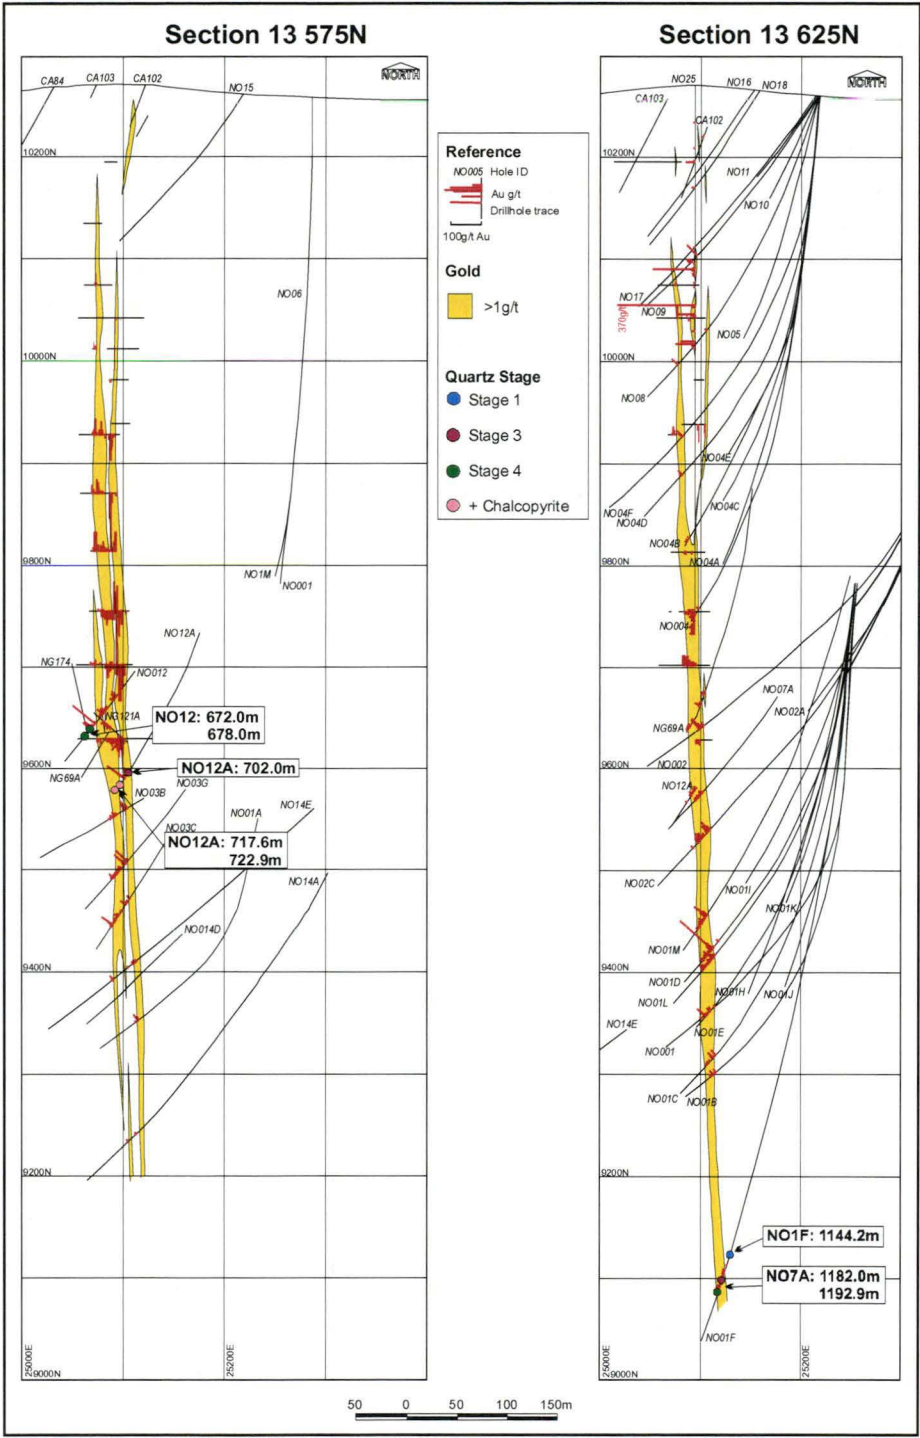 Section 13 575N
NORTH
CA84
CA103
CA102
NO15
10200N
NO06
10000N
9800N
NO1M
NO001
NO12A
NG174
NO012
NG121A
NO12: 672.0m
678.0m
NO12A: 702.0m
9600N
NG69A
NO03G
NO03B
NO01A
NO14E
NO03C
NO12A: 717.6m
722.9m
NO14A
NO014D
9400N
9200N
25000E
9000N
25200E
Reference
NO005 Hole ID
Au g/t
Drillhole trace
100g/t Au
Gold
>1g/t
Quartz Stage
Stage 1
Stage 3
Stage 4
+ Chalcopyrite
Section 13 625N
NORTH
NO25
NO16
NO18
CA103
CA102
10200N
NO11
NO10
NO17
NO09
370g/t
NO05
10000N
NO08
NO04E
NO04F
NO04D
NO04C
NO04B
NO04A
9800N
NO004
NO07A
NO02A
NG69A
NO002
9600N
NO12A
NO02C
NO01I
NO01K
NO01M
9400N
NO01D
NO01H
NO01J
NO01L
NO14E
NO01E
NO001
NO01C
NO01B
9200N
NO1F: 1144.2m
NO7A: 1182.0m
1192.9m
NO01F
25000E
9000N
25200E
50 0 50 100 150m